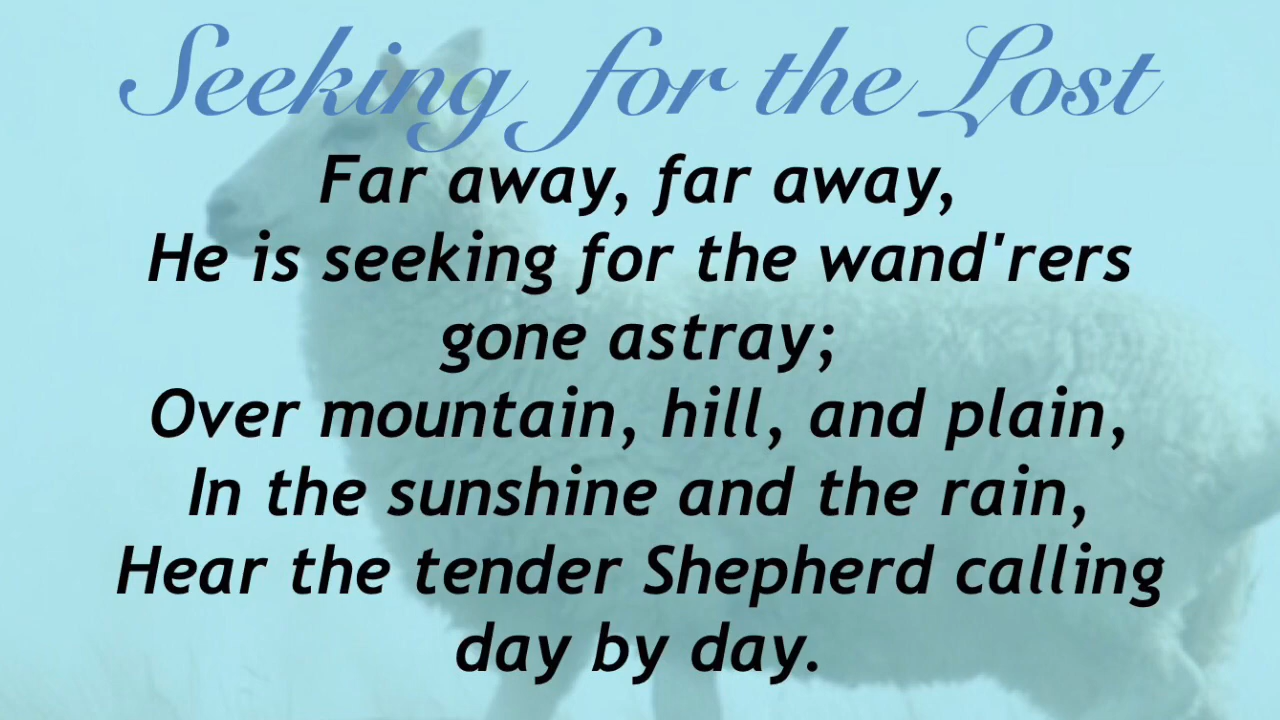 Seeking for the Lost
Far away, far away,
He is seeking for the wand'rers
gone astray;
Over mountain, hill, and plain,
In the sunshine and the rain,
Hear the tender Shepherd calling
day by day.